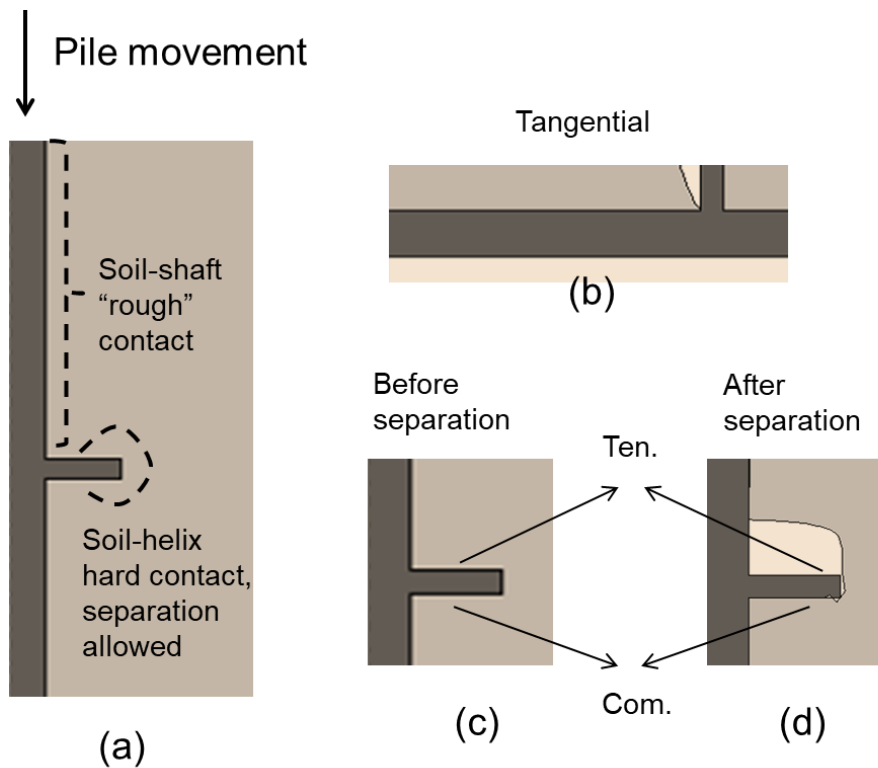 Pile movement
Soil-shaft
“rough”
contact
Soil-helix
hard contact,
separation
allowed
(a)
Tangential
(b)
Before
separation
After
separation
Ten.
Com.
(c)
(d)